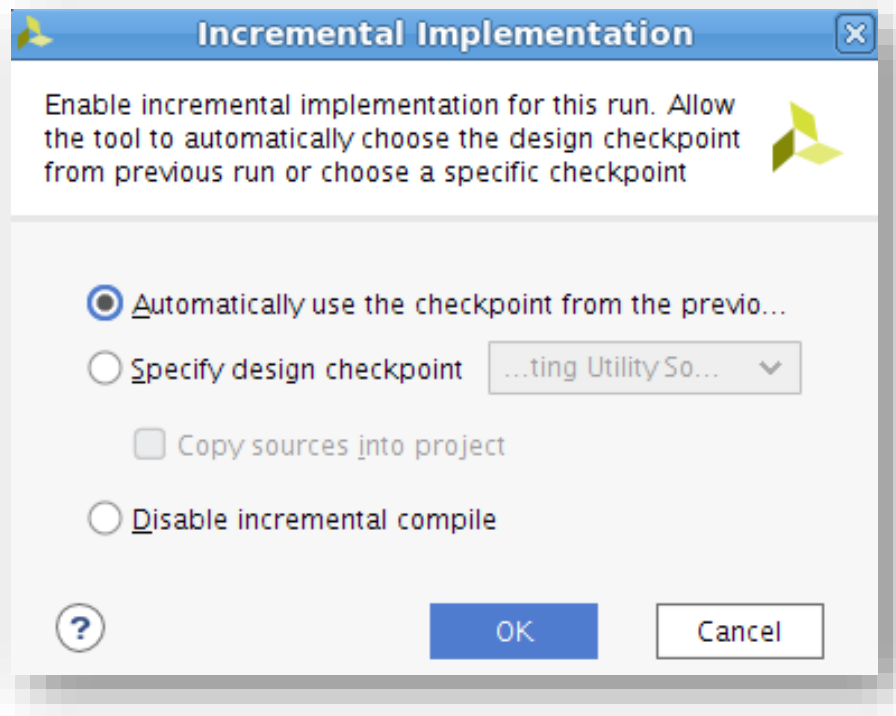 Incremental Implementation
Enable incremental implementation for this run. Allow
the tool to automatically choose the design checkpoint
from previous run or choose a specific checkpoint
Automatically use the checkpoint from the previo...
Specify design checkpoint ...ting Utility So...
Copy sources into project
Disable incremental compile
? OK Cancel